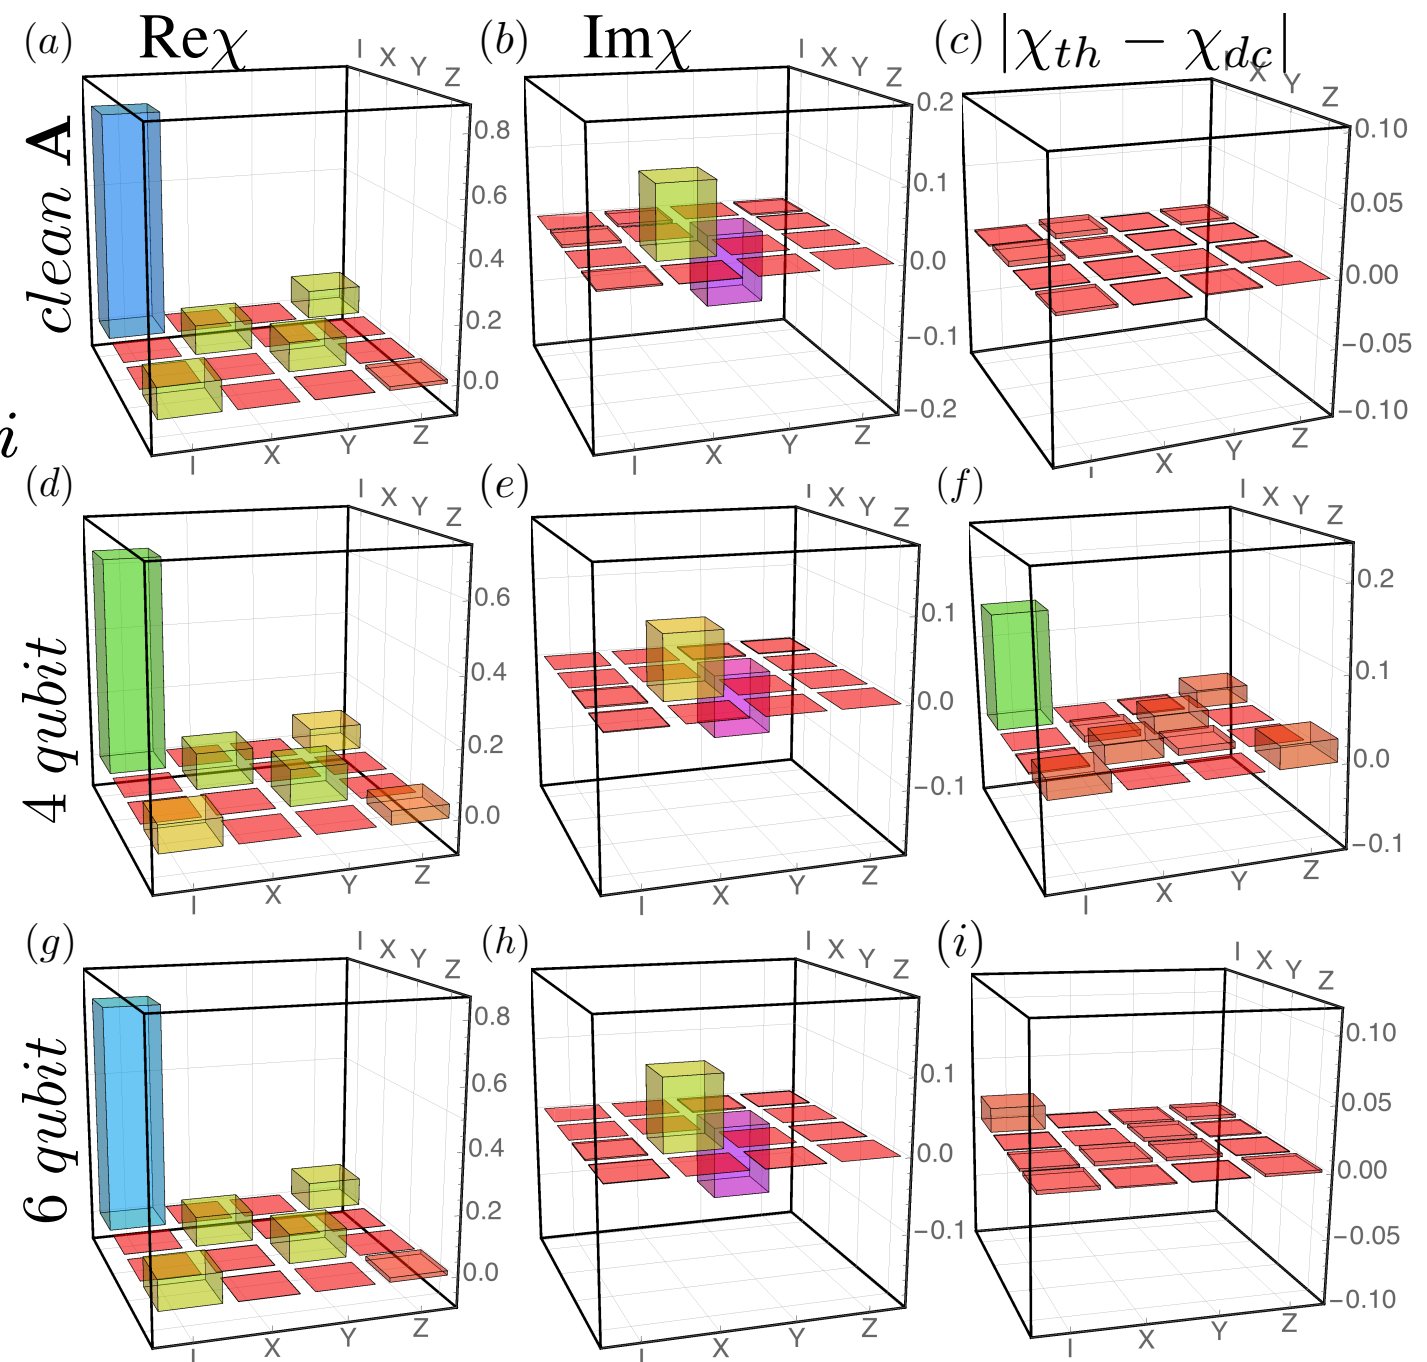 (a) Reχ (b) Imχ (c) |χth − χdc|
I X Y Z I X Y Z I X Y Z
clean A
0.8 0.6 0.4 0.2 0.0
0.2 0.1 0.0 −0.1 −0.2
0.10 0.05 0.00 −0.05 −0.10
I X Y Z I X Y Z I X Y Z
i
(d) (e) (f)
I X Y Z I X Y Z I X Y Z
4 qubit
0.6 0.4 0.2 0.0
0.1 0.0 −0.1
0.2 0.1 0.0 −0.1
I X Y Z I X Y Z I X Y Z
(g) (h) (i)
I X Y Z I X Y Z I X Y Z
6 qubit
0.8 0.6 0.4 0.2 0.0
0.1 0.0 −0.1
0.10 0.05 0.00 −0.05 −0.10
I X Y Z I X Y Z I X Y Z